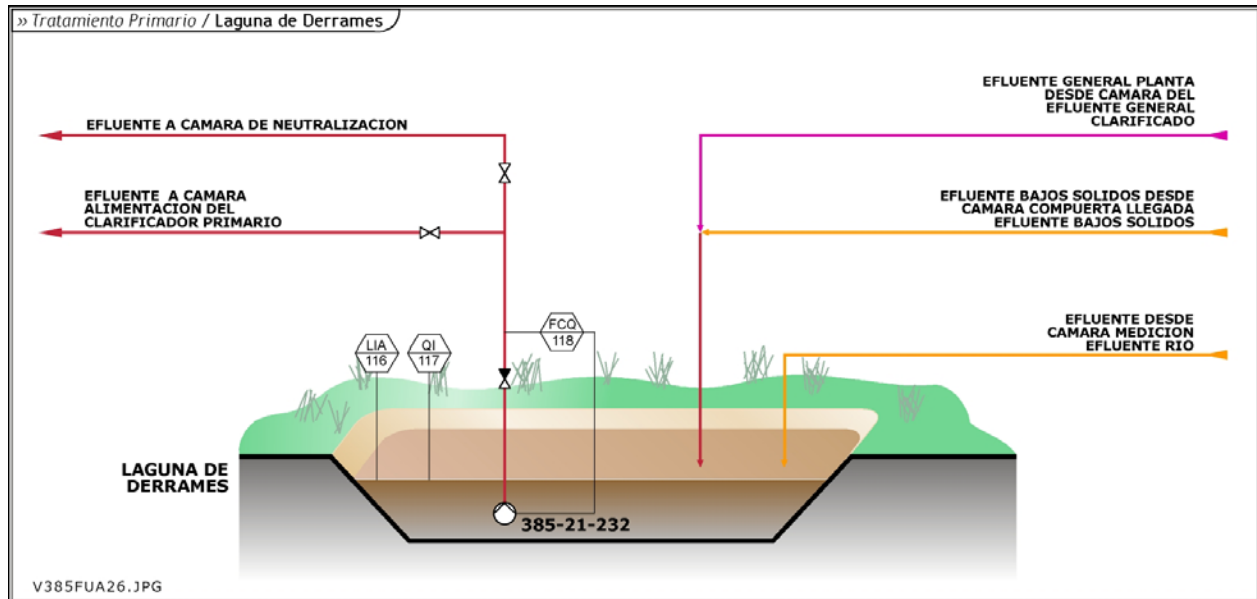 » Tratamiento Primario / Laguna de Derrames
EFLUENTE GENERAL PLANTA
DESDE CAMARA DEL
EFLUENTE GENERAL
CLARIFICADO
EFLUENTE A CAMARA DE NEUTRALIZACION
EFLUENTE A CAMARA
ALIMENTACION DEL
CLARIFICADOR PRIMARIO
EFLUENTE BAJOS SOLIDOS DESDE
CAMARA COMPUERTA LLEGADA
EFLUENTE BAJOS SOLIDOS
EFLUENTE DESDE
CAMARA MEDICION
EFLUENTE RIO
LIA
116
QI
117
FCQ
118
LAGUNA DE
DERRAMES
385-21-232
V385FUA26.JPG